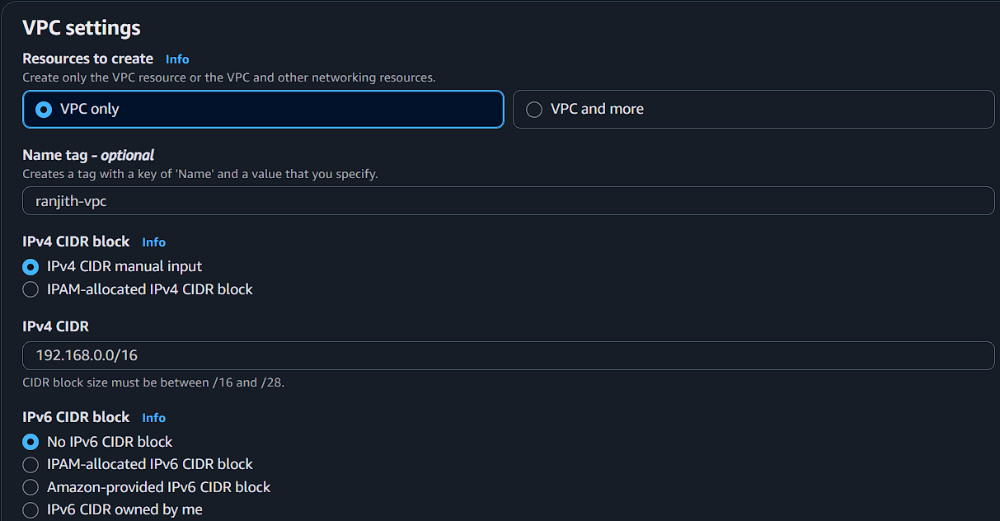 VPC settings
Resources to create Info
Create only the VPC resource or the VPC and other networking resources.
VPC only
VPC and more
Name tag - optional
Creates a tag with a key of 'Name' and a value that you specify.
ranjith-vpc
IPv4 CIDR block Info
IPv4 CIDR manual input
IPAM-allocated IPv4 CIDR block
IPv4 CIDR
192.168.0.0/16
CIDR block size must be between /16 and /28.
IPv6 CIDR block Info
No IPv6 CIDR block
IPAM-allocated IPv6 CIDR block
Amazon-provided IPv6 CIDR block
IPv6 CIDR owned by me